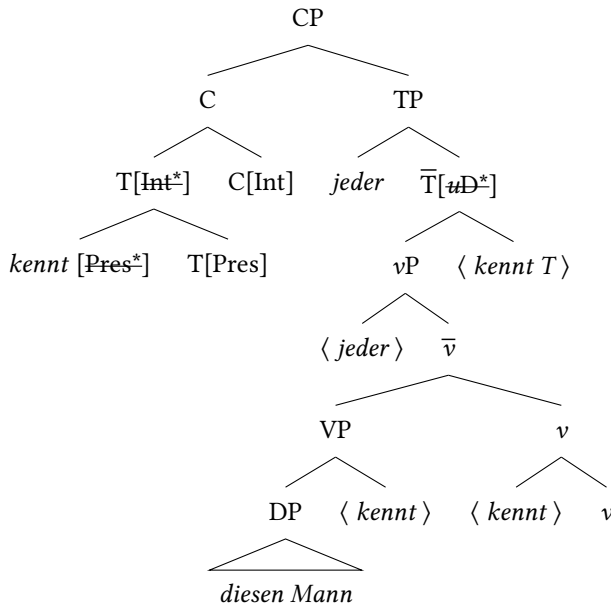 CP
C TP
T[Int*] C[Int] jeder T̅[uD*]
kennt [Pres*] T[Pres] vP ⟨ kennt T ⟩
⟨ jeder ⟩ v̅
VP v
DP ⟨ kennt ⟩ ⟨ kennt ⟩ v
diesen Mann